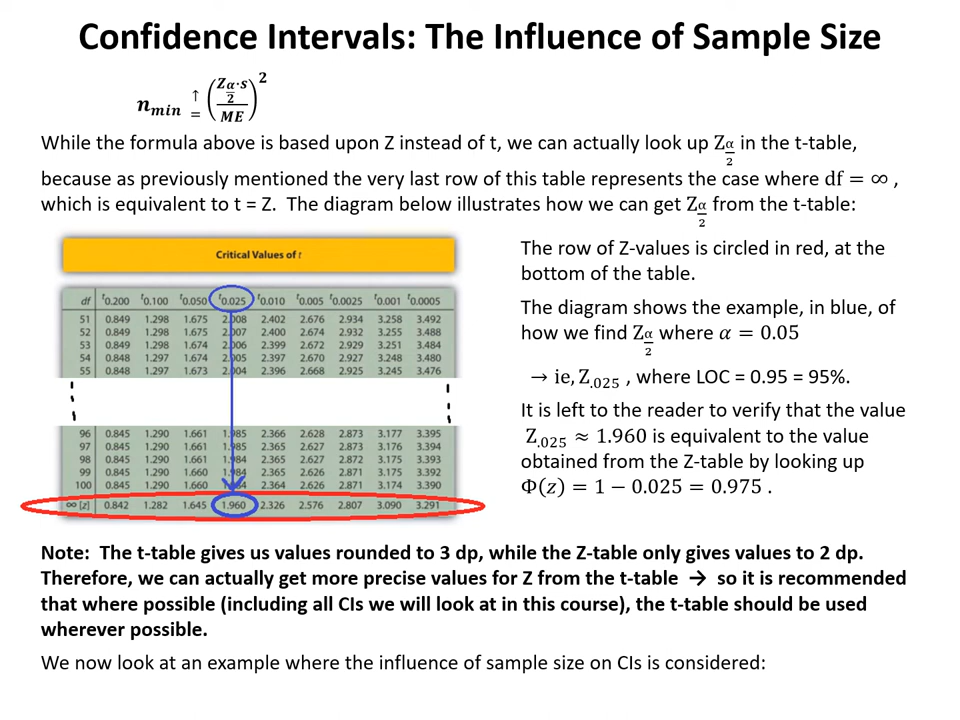 Confidence Intervals: The Influence of Sample Size
n_min =↑ (Z_(α/2)·s / ME)^2
While the formula above is based upon Z instead of t, we can actually look up Z_(α/2) in the t-table,
because as previously mentioned the very last row of this table represents the case where df = ∞ ,
which is equivalent to t = Z. The diagram below illustrates how we can get Z_(α/2) from the t-table:
Critical Values of t
df t0.200 t0.100 t0.050 t0.025 t0.010 t0.005 t0.0025 t0.001 t0.0005
51 0.849 1.298 1.675 2.008 2.402 2.676 2.934 3.258 3.492
52 0.849 1.298 1.675 2.007 2.400 2.674 2.932 3.255 3.488
53 0.849 1.298 1.674 2.006 2.399 2.672 2.929 3.251 3.484
54 0.848 1.297 1.674 2.005 2.397 2.670 2.927 3.248 3.480
55 0.848 1.297 1.673 2.004 2.396 2.668 2.925 3.245 3.476
96 0.845 1.290 1.661 1.985 2.366 2.628 2.873 3.177 3.395
97 0.845 1.290 1.661 1.985 2.365 2.627 2.873 3.176 3.394
98 0.845 1.290 1.661 1.984 2.365 2.627 2.872 3.175 3.393
99 0.845 1.290 1.660 1.984 2.365 2.626 2.871 3.175 3.392
100 0.845 1.290 1.660 1.984 2.364 2.626 2.871 3.174 3.390
∞ [z] 0.842 1.282 1.645 1.960 2.326 2.576 2.807 3.090 3.291
The row of Z-values is circled in red, at the
bottom of the table.
The diagram shows the example, in blue, of
how we find Z_(α/2) where α = 0.05
→ ie, Z.025 , where LOC = 0.95 = 95%.
It is left to the reader to verify that the value
Z.025 ≈ 1.960 is equivalent to the value
obtained from the Z-table by looking up
Φ(z) = 1 − 0.025 = 0.975 .
Note: The t-table gives us values rounded to 3 dp, while the Z-table only gives values to 2 dp.
Therefore, we can actually get more precise values for Z from the t-table → so it is recommended
that where possible (including all CIs we will look at in this course), the t-table should be used
wherever possible.
We now look at an example where the influence of sample size on CIs is considered: